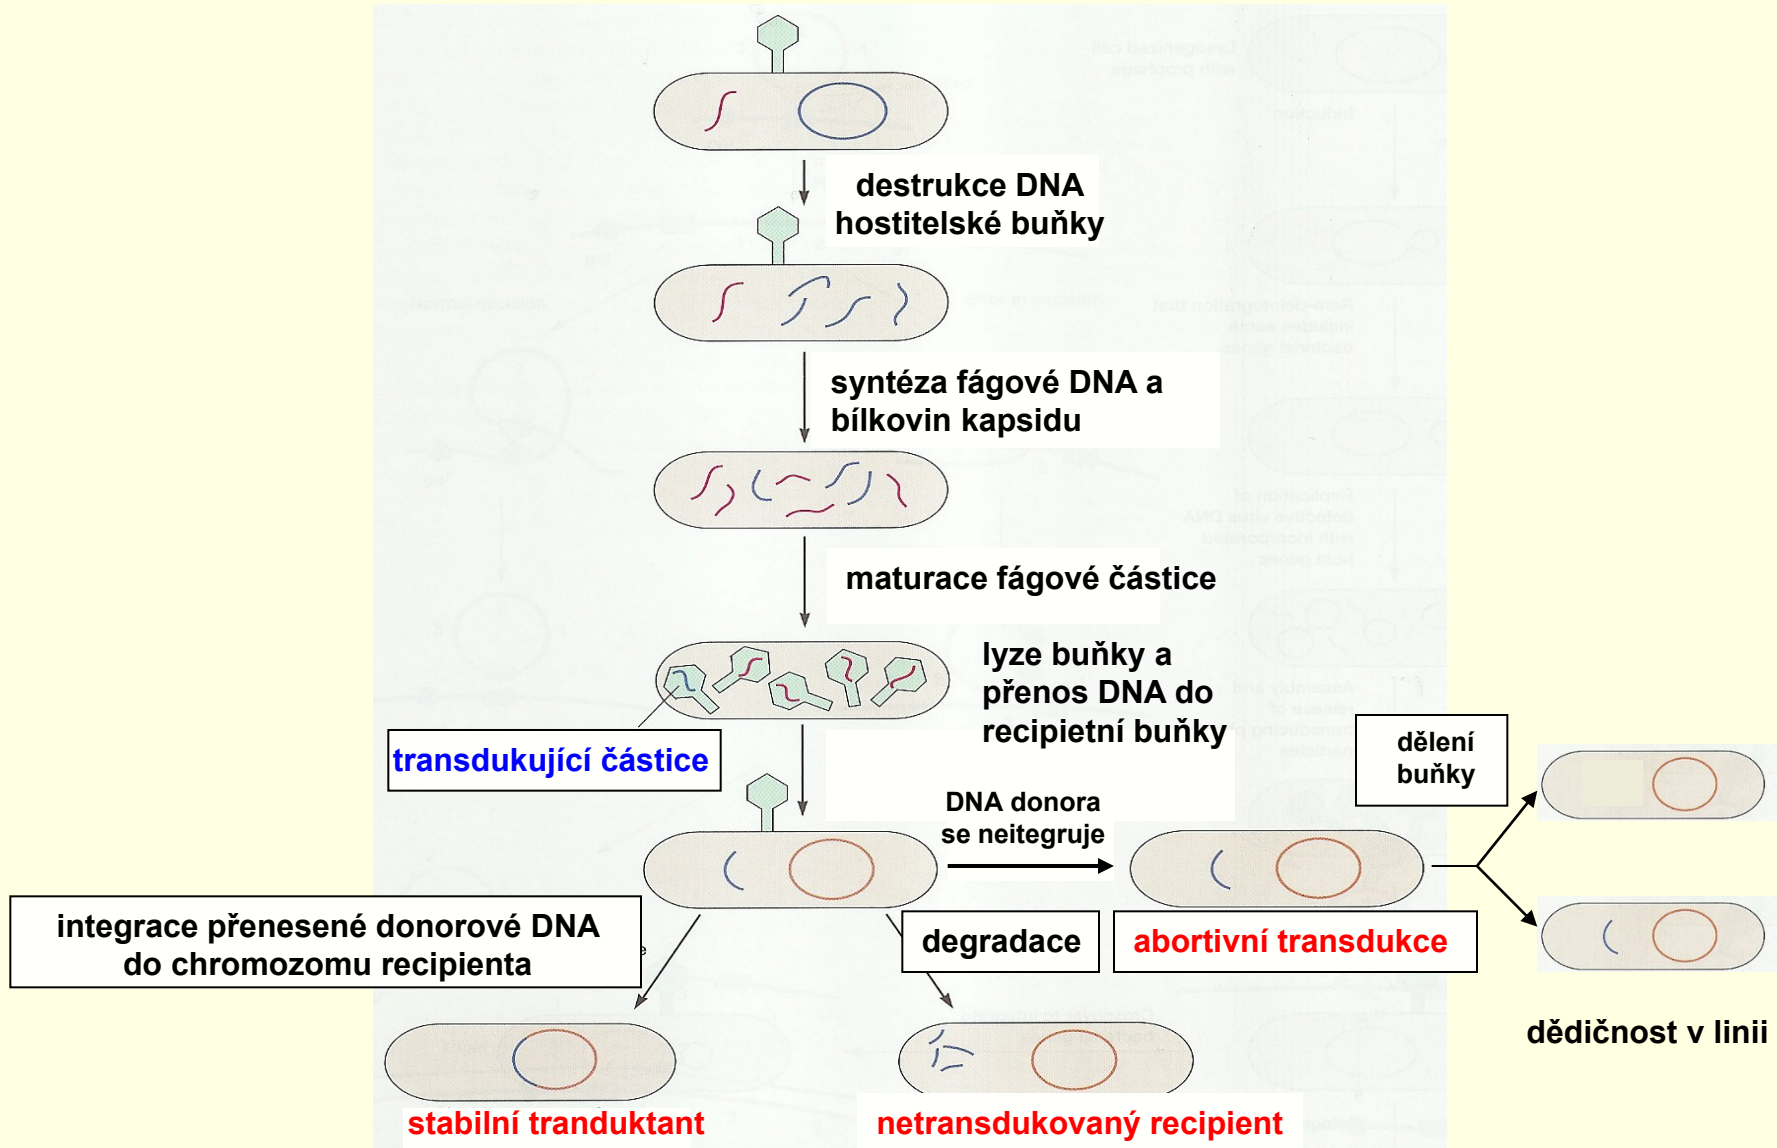 destrukce DNA
hostitelské buňky
syntéza fágové DNA a
bílkovin kapsidu
maturace fágové částice
lyze buňky a
přenos DNA do
recipietní buňky
transdukující částice
dělení
buňky
DNA donora
se neitegruje
integrace přenesené donorové DNA
do chromozomu recipienta
degradace
abortivní transdukce
dědičnost v linii
stabilní tranduktant
netransdukovaný recipient